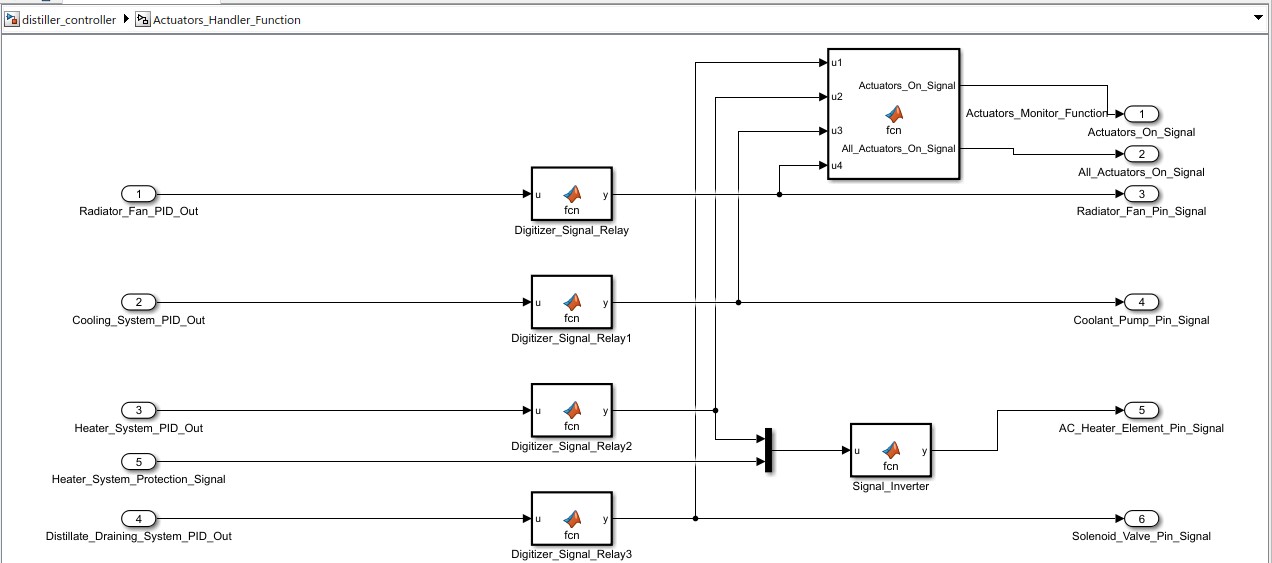 distiller_controller Actuators_Handler_Function
u1
Actuators_On_Signal
u2
fcn
u3
All_Actuators_On_Signal
u4
Actuators_Monitor_Function
1
Actuators_On_Signal
2
All_Actuators_On_Signal
1
Radiator_Fan_PID_Out
u
y
fcn
Digitizer_Signal_Relay
3
Radiator_Fan_Pin_Signal
2
Cooling_System_PID_Out
u
y
fcn
Digitizer_Signal_Relay1
4
Coolant_Pump_Pin_Signal
3
Heater_System_PID_Out
u
y
fcn
Digitizer_Signal_Relay2
5
AC_Heater_Element_Pin_Signal
5
Heater_System_Protection_Signal
u
y
fcn
Signal_Inverter
4
Distillate_Draining_System_PID_Out
u
y
fcn
Digitizer_Signal_Relay3
6
Solenoid_Valve_Pin_Signal